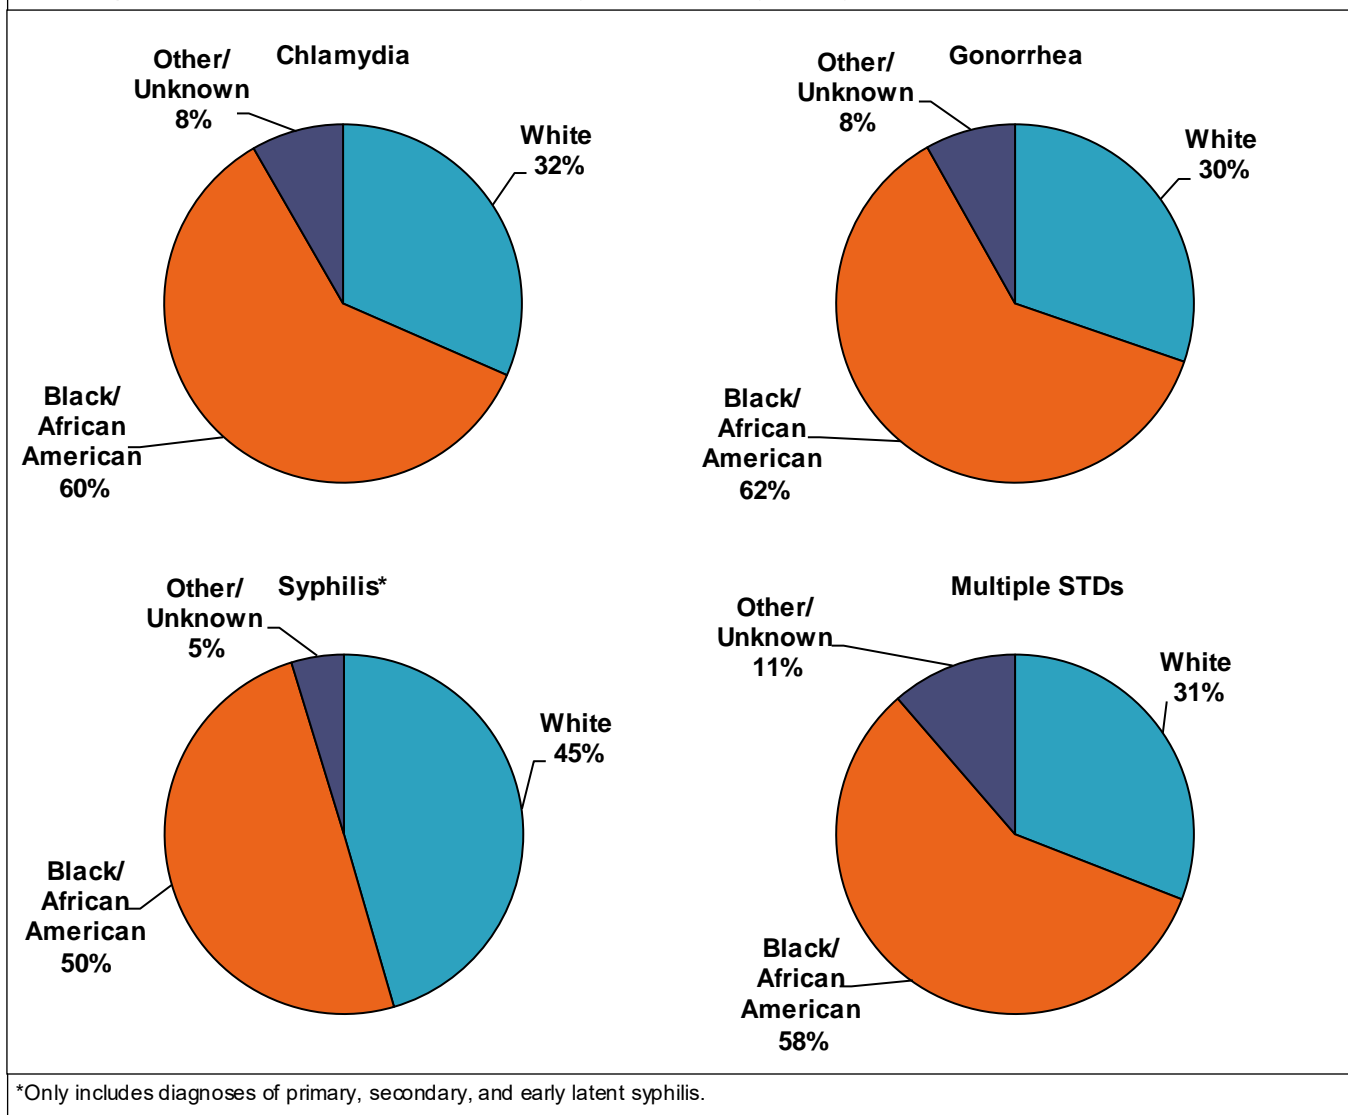 Chlamydia
Other/
Unknown
8%
White
32%
Black/
African
American
60%
Gonorrhea
Other/
Unknown
8%
White
30%
Black/
African
American
62%
Syphilis*
Other/
Unknown
5%
White
45%
Black/
African
American
50%
Multiple STDs
Other/
Unknown
11%
White
31%
Black/
African
American
58%
*Only includes diagnoses of primary, secondary, and early latent syphilis.